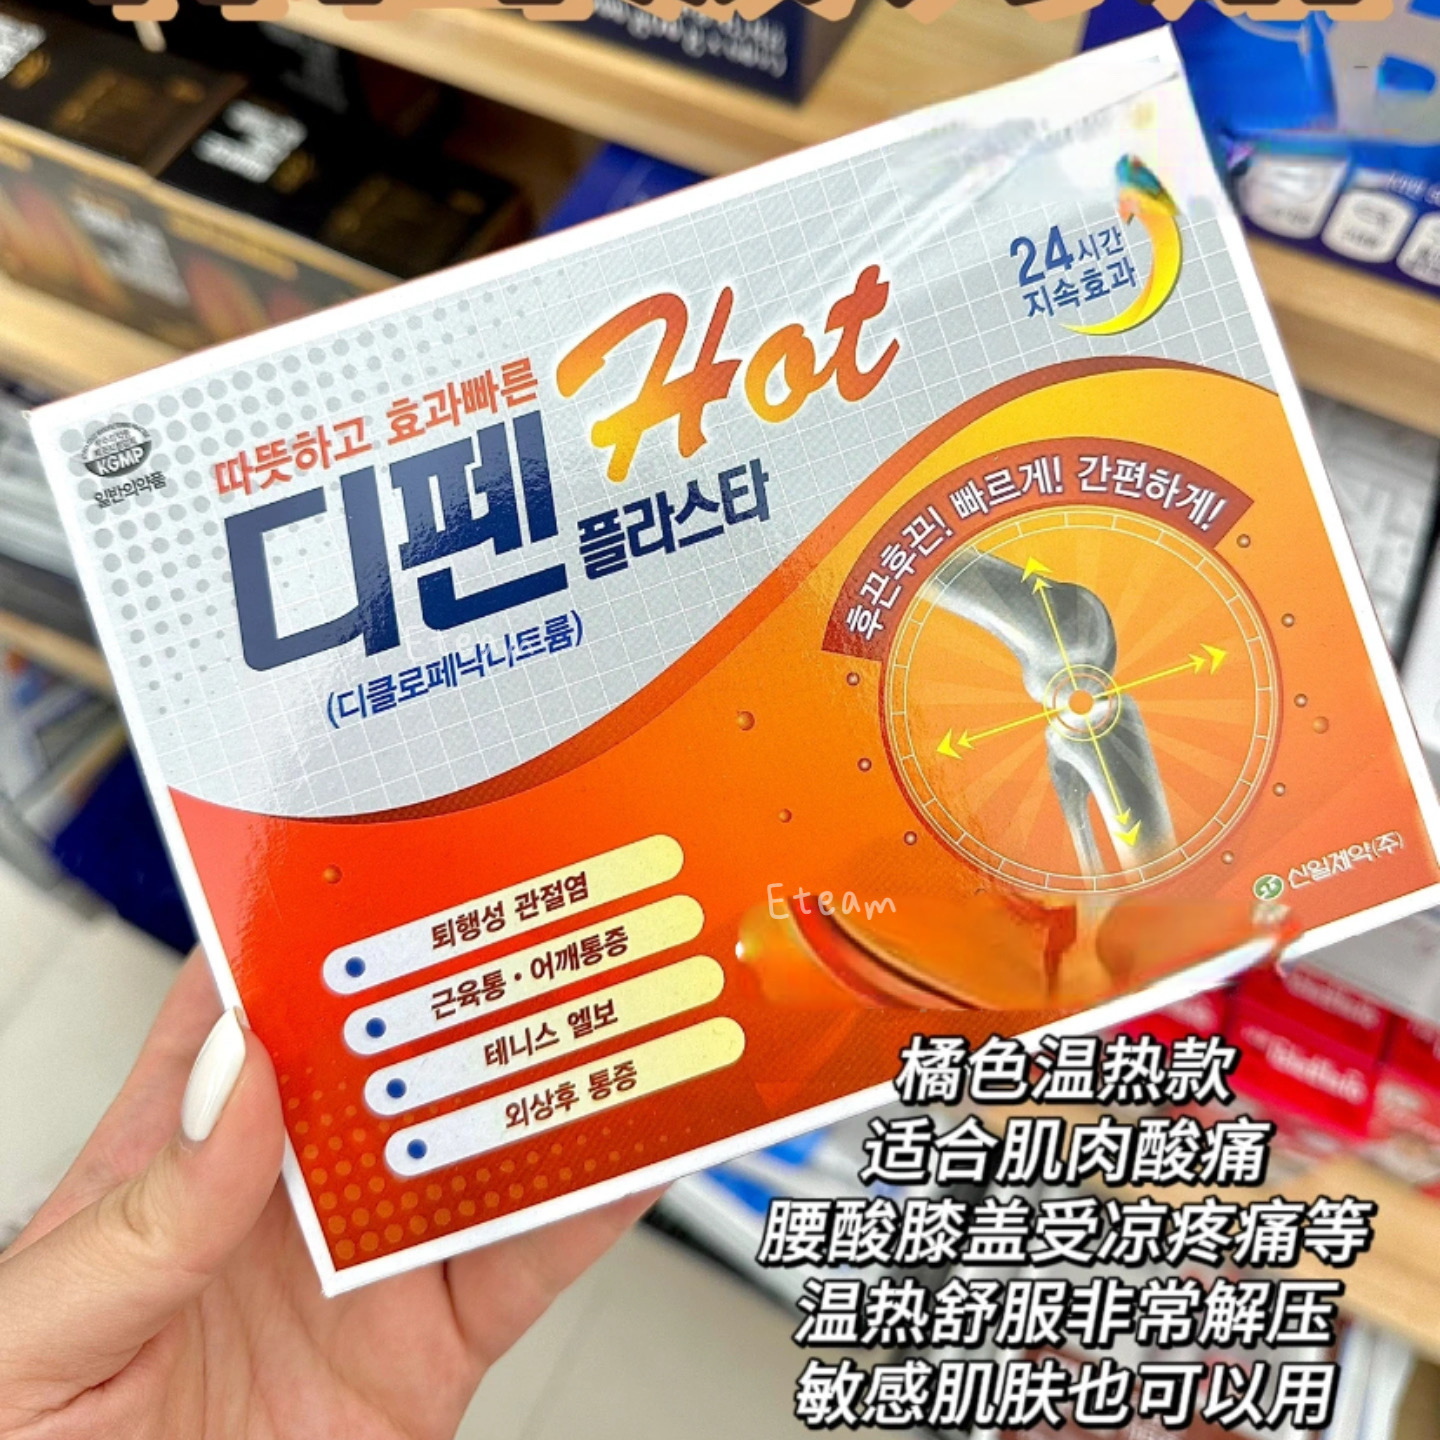 24시간
지속효과
따뜻하고 효과빠른
Hot
디펜 플라스타
(디클로페낙나트륨)
KGMP
일반의약품
후끈후끈! 빠르게! 간편하게!
퇴행성 관절염
근육통·어깨통증
테니스 엘보
외상후 통증
신일제약(주)
Eteam
橘色温热款
适合肌肉酸痛
腰酸膝盖受凉疼痛等
温热舒服非常解压
敏感肌肤也可以用